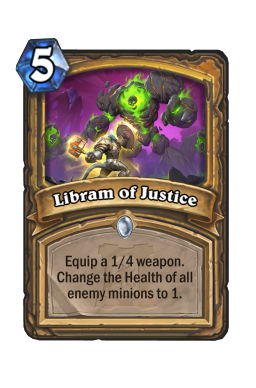 5
Libram of Justice
Equip a 1/4 weapon.
Change the Health of all
enemy minions to 1.